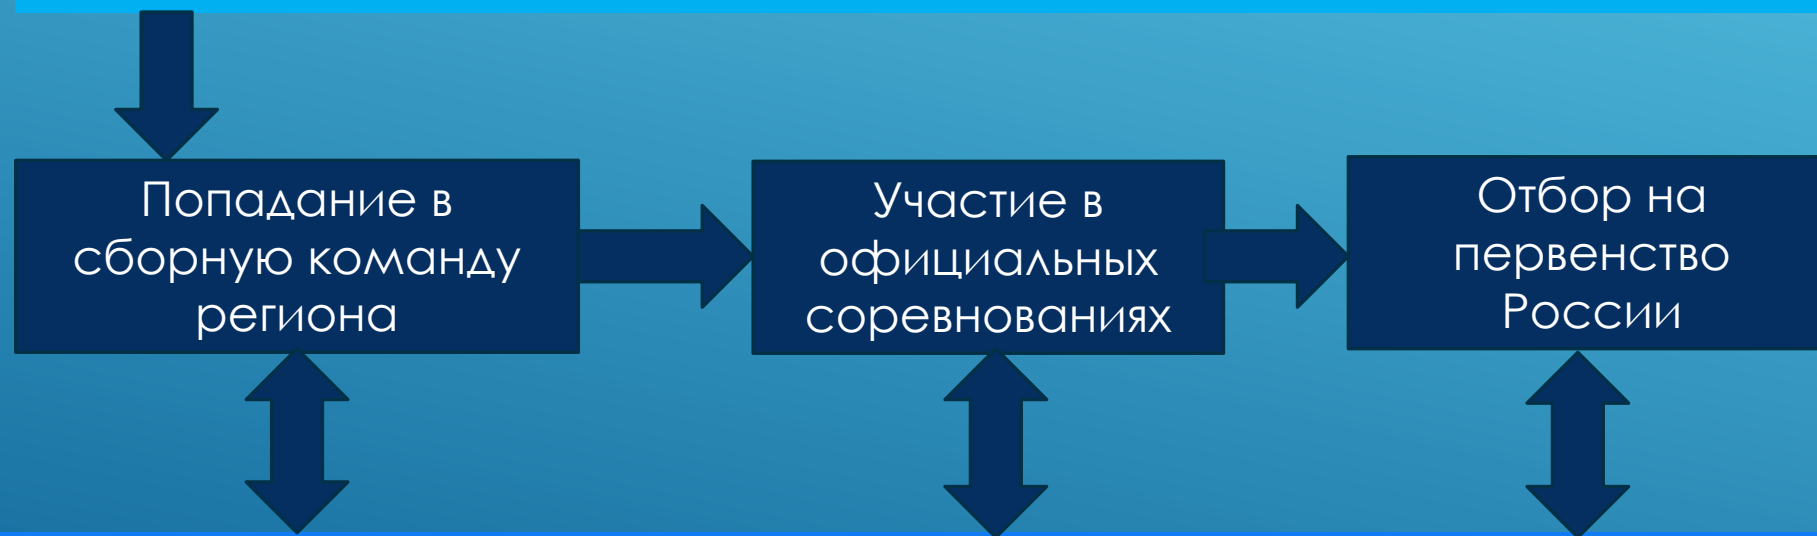 Попадание в
сборную команду
региона
Участие в
официальных
соревнованиях
Отбор на
первенство
России